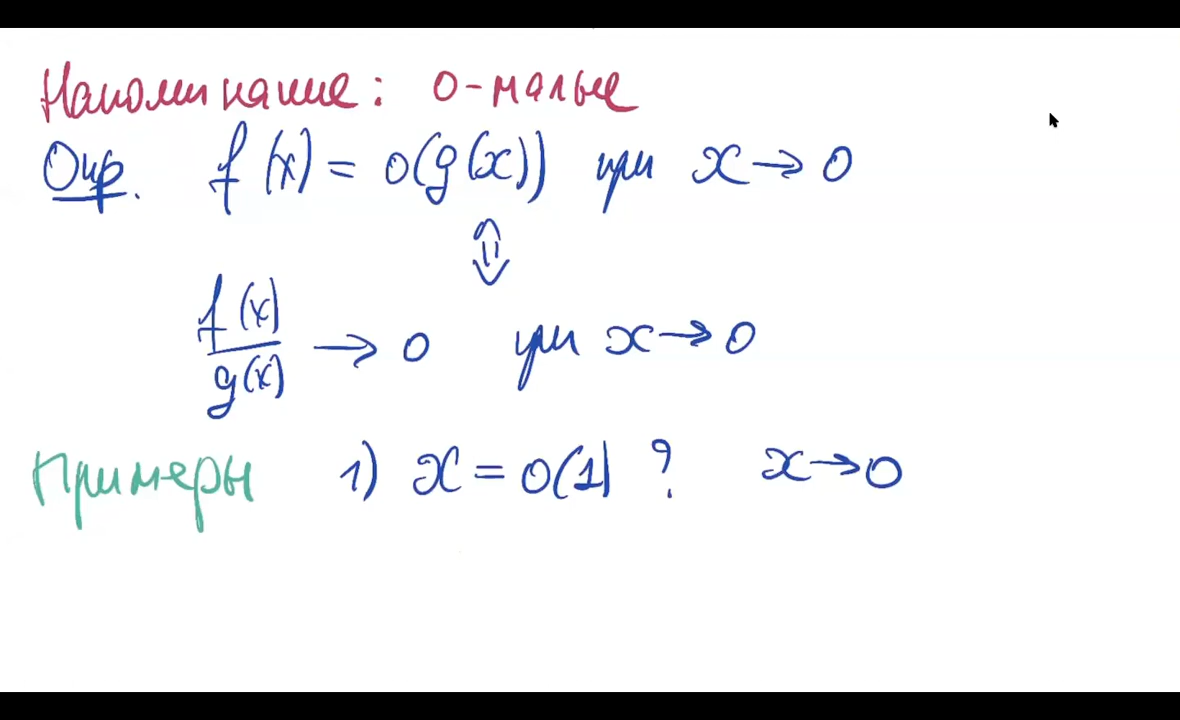 Напоминание: о-малые
Опр. f(x) = o(g(x)) при x → 0
⇕
f(x)/g(x) → 0 при x → 0
Примеры 1) x = o(1) ? x → 0